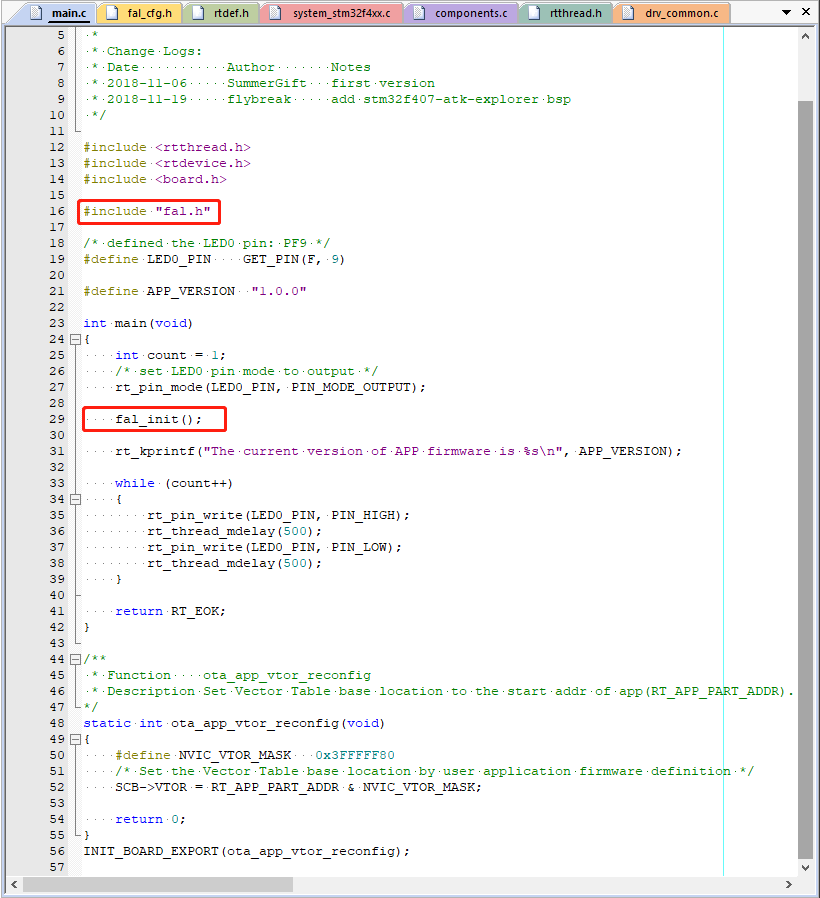 main.c fal_cfg.h rtdef.h system_stm32f4xx.c components.c rtthread.h drv_common.c
5 *
6 * Change Logs:
7 * Date Author Notes
8 * 2018-11-06 SummerGift first version
9 * 2018-11-19 flybreak add stm32f407-atk-explorer bsp
10 */
11
12 #include <rtthread.h>
13 #include <rtdevice.h>
14 #include <board.h>
15
16 #include "fal.h"
17
18 /* defined the LED0 pin: PF9 */
19 #define LED0_PIN GET_PIN(F, 9)
20
21 #define APP_VERSION "1.0.0"
22
23 int main(void)
24 {
25 int count = 1;
26 /* set LED0 pin mode to output */
27 rt_pin_mode(LED0_PIN, PIN_MODE_OUTPUT);
28
29 fal_init();
30
31 rt_kprintf("The current version of APP firmware is %s\n", APP_VERSION);
32
33 while (count++)
34 {
35 rt_pin_write(LED0_PIN, PIN_HIGH);
36 rt_thread_mdelay(500);
37 rt_pin_write(LED0_PIN, PIN_LOW);
38 rt_thread_mdelay(500);
39 }
40
41 return RT_EOK;
42 }
43
44 /**
45 * Function ota_app_vtor_reconfig
46 * Description Set Vector Table base location to the start addr of app(RT_APP_PART_ADDR).
47 */
48 static int ota_app_vtor_reconfig(void)
49 {
50 #define NVIC_VTOR_MASK 0x3FFFFF80
51 /* Set the Vector Table base location by user application firmware definition */
52 SCB->VTOR = RT_APP_PART_ADDR & NVIC_VTOR_MASK;
53
54 return 0;
55 }
56 INIT_BOARD_EXPORT(ota_app_vtor_reconfig);
57